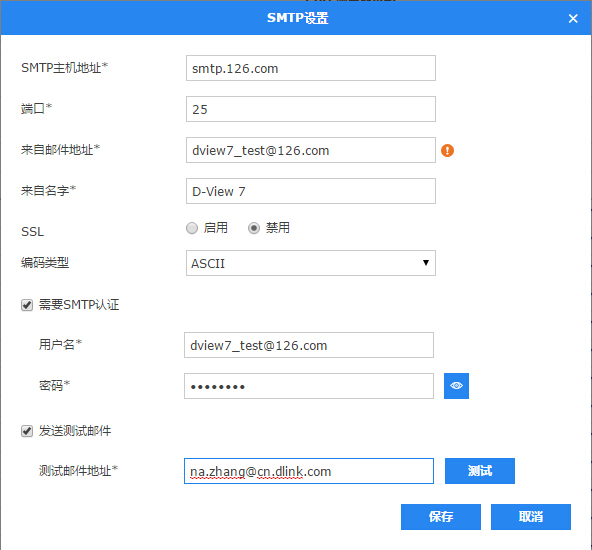 SMTP设置
SMTP主机地址* smtp.126.com
端口* 25
来自邮件地址* dview7_test@126.com
来自名字* D-View 7
SSL 启用 禁用
编码类型 ASCII
需要SMTP认证
用户名* dview7_test@126.com
密码* ••••••••
发送测试邮件
测试邮件地址* na.zhang@cn.dlink.com 测试
保存 取消